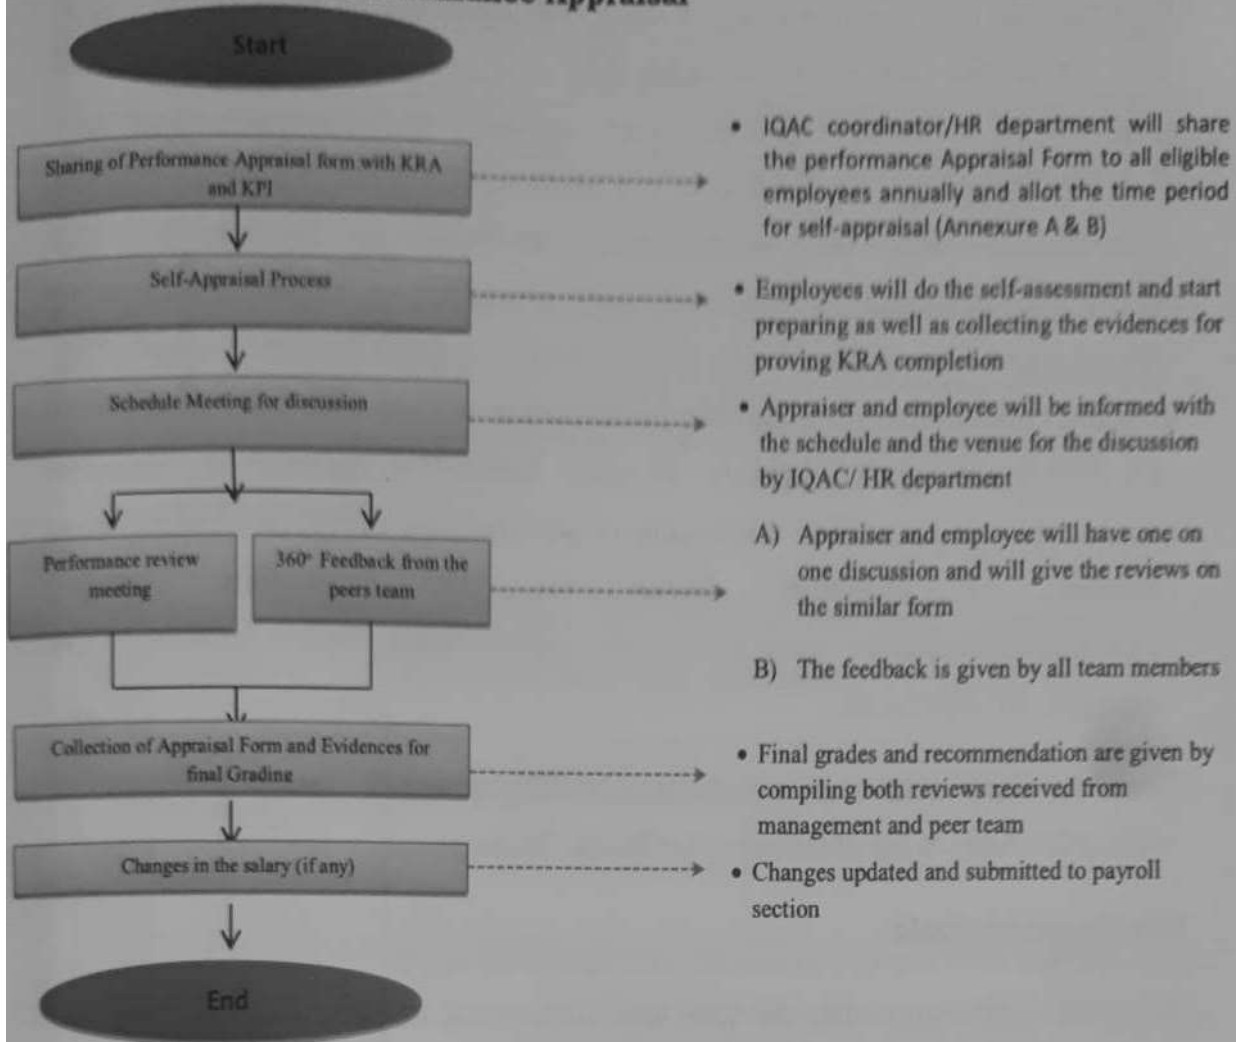 Appraisal
Start
Sharing of Performance Appraisal form with KRA
and KPI
• IQAC coordinator/HR department will share
the performance Appraisal Form to all eligible
employees annually and allot the time period
for self-appraisal (Annexure A & B)
Self-Appraisal Process
• Employees will do the self-assessment and start
preparing as well as collecting the evidences for
proving KRA completion
Schedule Meeting for discussion
• Appraiser and employee will be informed with
the schedule and the venue for the discussion
by IQAC/ HR department
Performance review
meeting
360° Feedback from the
peers team
A) Appraiser and employee will have one on
one discussion and will give the reviews on
the similar form
B) The feedback is given by all team members
Collection of Appraisal Form and Evidences for
final Grading
• Final grades and recommendation are given by
compiling both reviews received from
management and peer team
Changes in the salary (if any)
• Changes updated and submitted to payroll
section
End